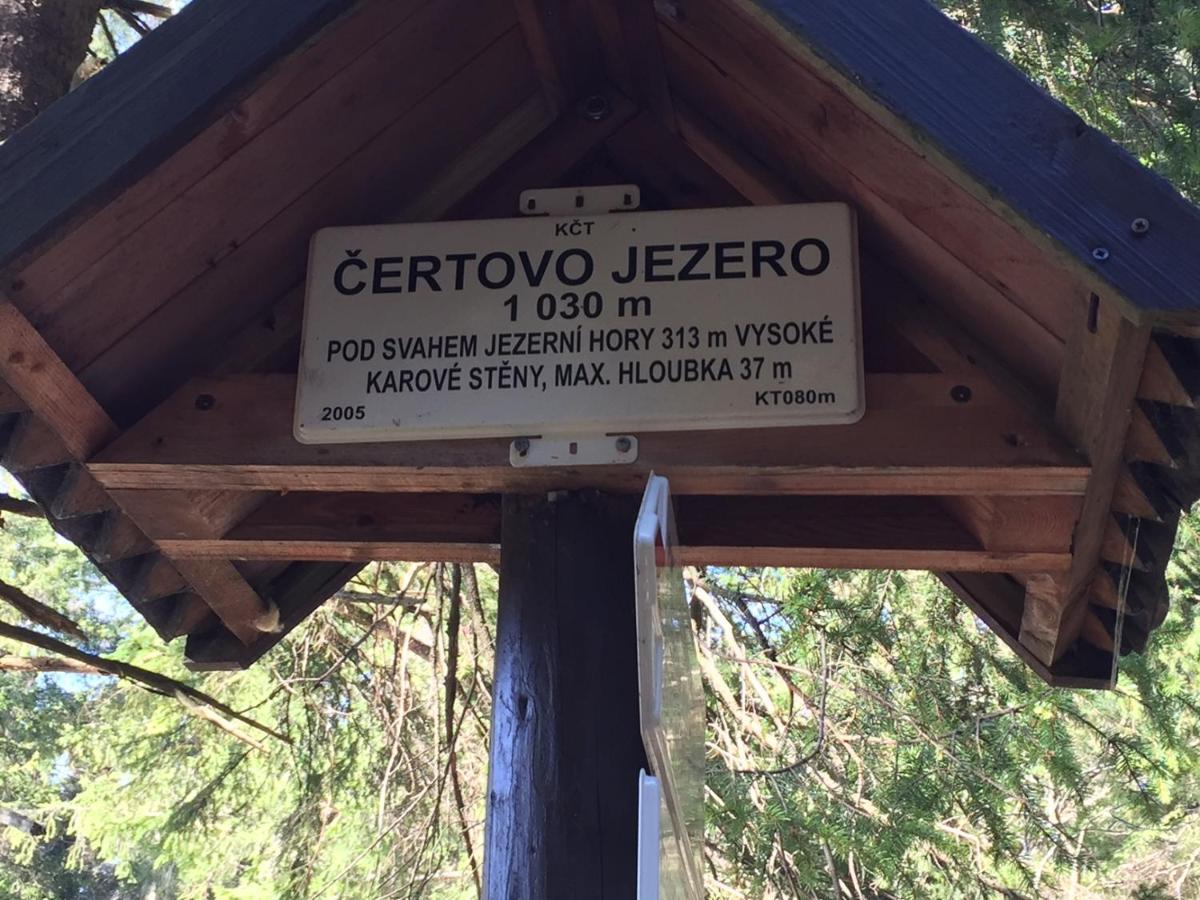 KČT
ČERTOVO JEZERO
1 030 m
POD SVAHEM JEZERNÍ HORY 313 m VYSOKÉ
KAROVÉ STĚNY, MAX. HLOUBKA 37 m
2005 KT080m